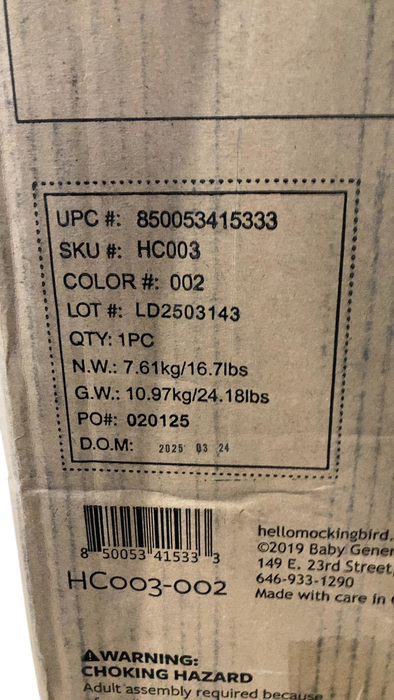 UPC #: 850053415333
SKU #: HC003
COLOR #: 002
LOT #: LD2503143
QTY: 1PC
N.W.: 7.61kg/16.7lbs
G.W.: 10.97kg/24.18lbs
PO#: 020125
D.O.M: 2025 03 24
8 50053 41533 3
HC003-002
hellomockingbird.
©2019 Baby Gener
149 E. 23rd Street,
646-933-1290
Made with care in
⚠WARNING:
CHOKING HAZARD
Adult assembly required because